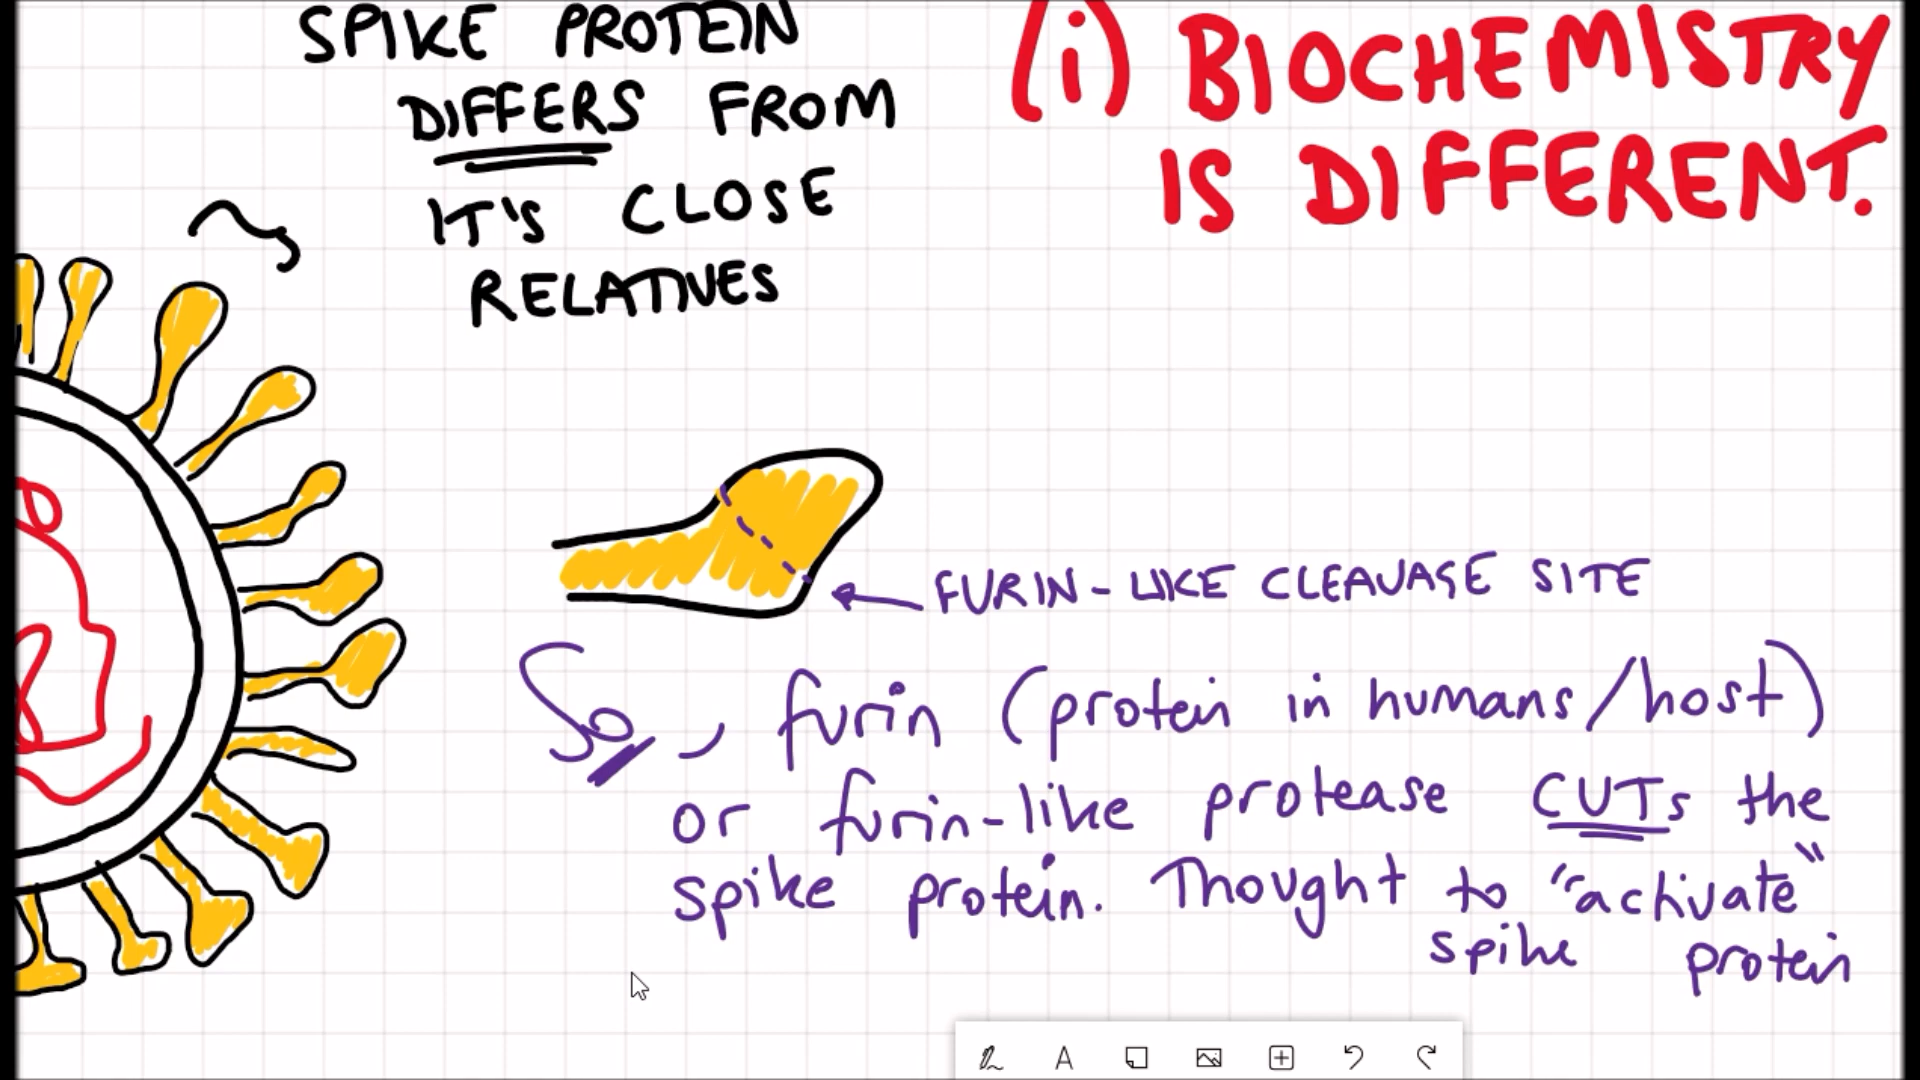 SPIKE PROTEIN
DIFFERS FROM
IT'S CLOSE
RELATIVES
(i) BIOCHEMISTRY
IS DIFFERENT.
FURIN-LIKE CLEAVAGE SITE
So, furin (protein in humans/host)
or furin-like protease CUTs the
spike protein. Thought to "activate"
spike protein
A